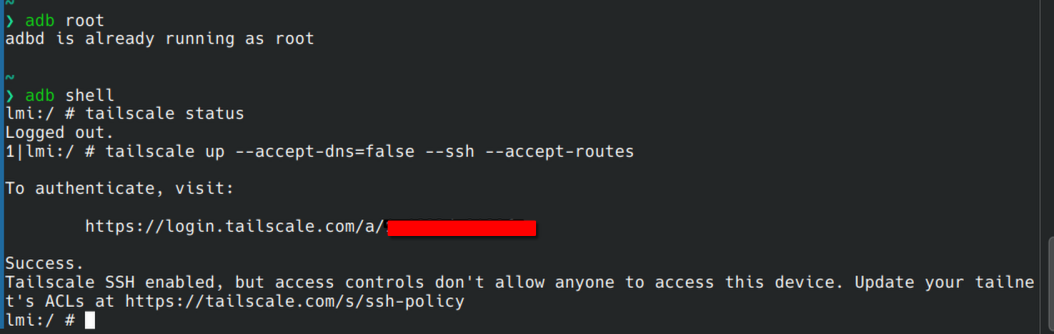 ~
❯ adb root
adbd is already running as root
~
❯ adb shell
lmi:/ # tailscale status
Logged out.
1|lmi:/ # tailscale up --accept-dns=false --ssh --accept-routes
To authenticate, visit:
https://login.tailscale.com/a/
Success.
Tailscale SSH enabled, but access controls don't allow anyone to access this device. Update your tailne
t's ACLs at https://tailscale.com/s/ssh-policy
lmi:/ #